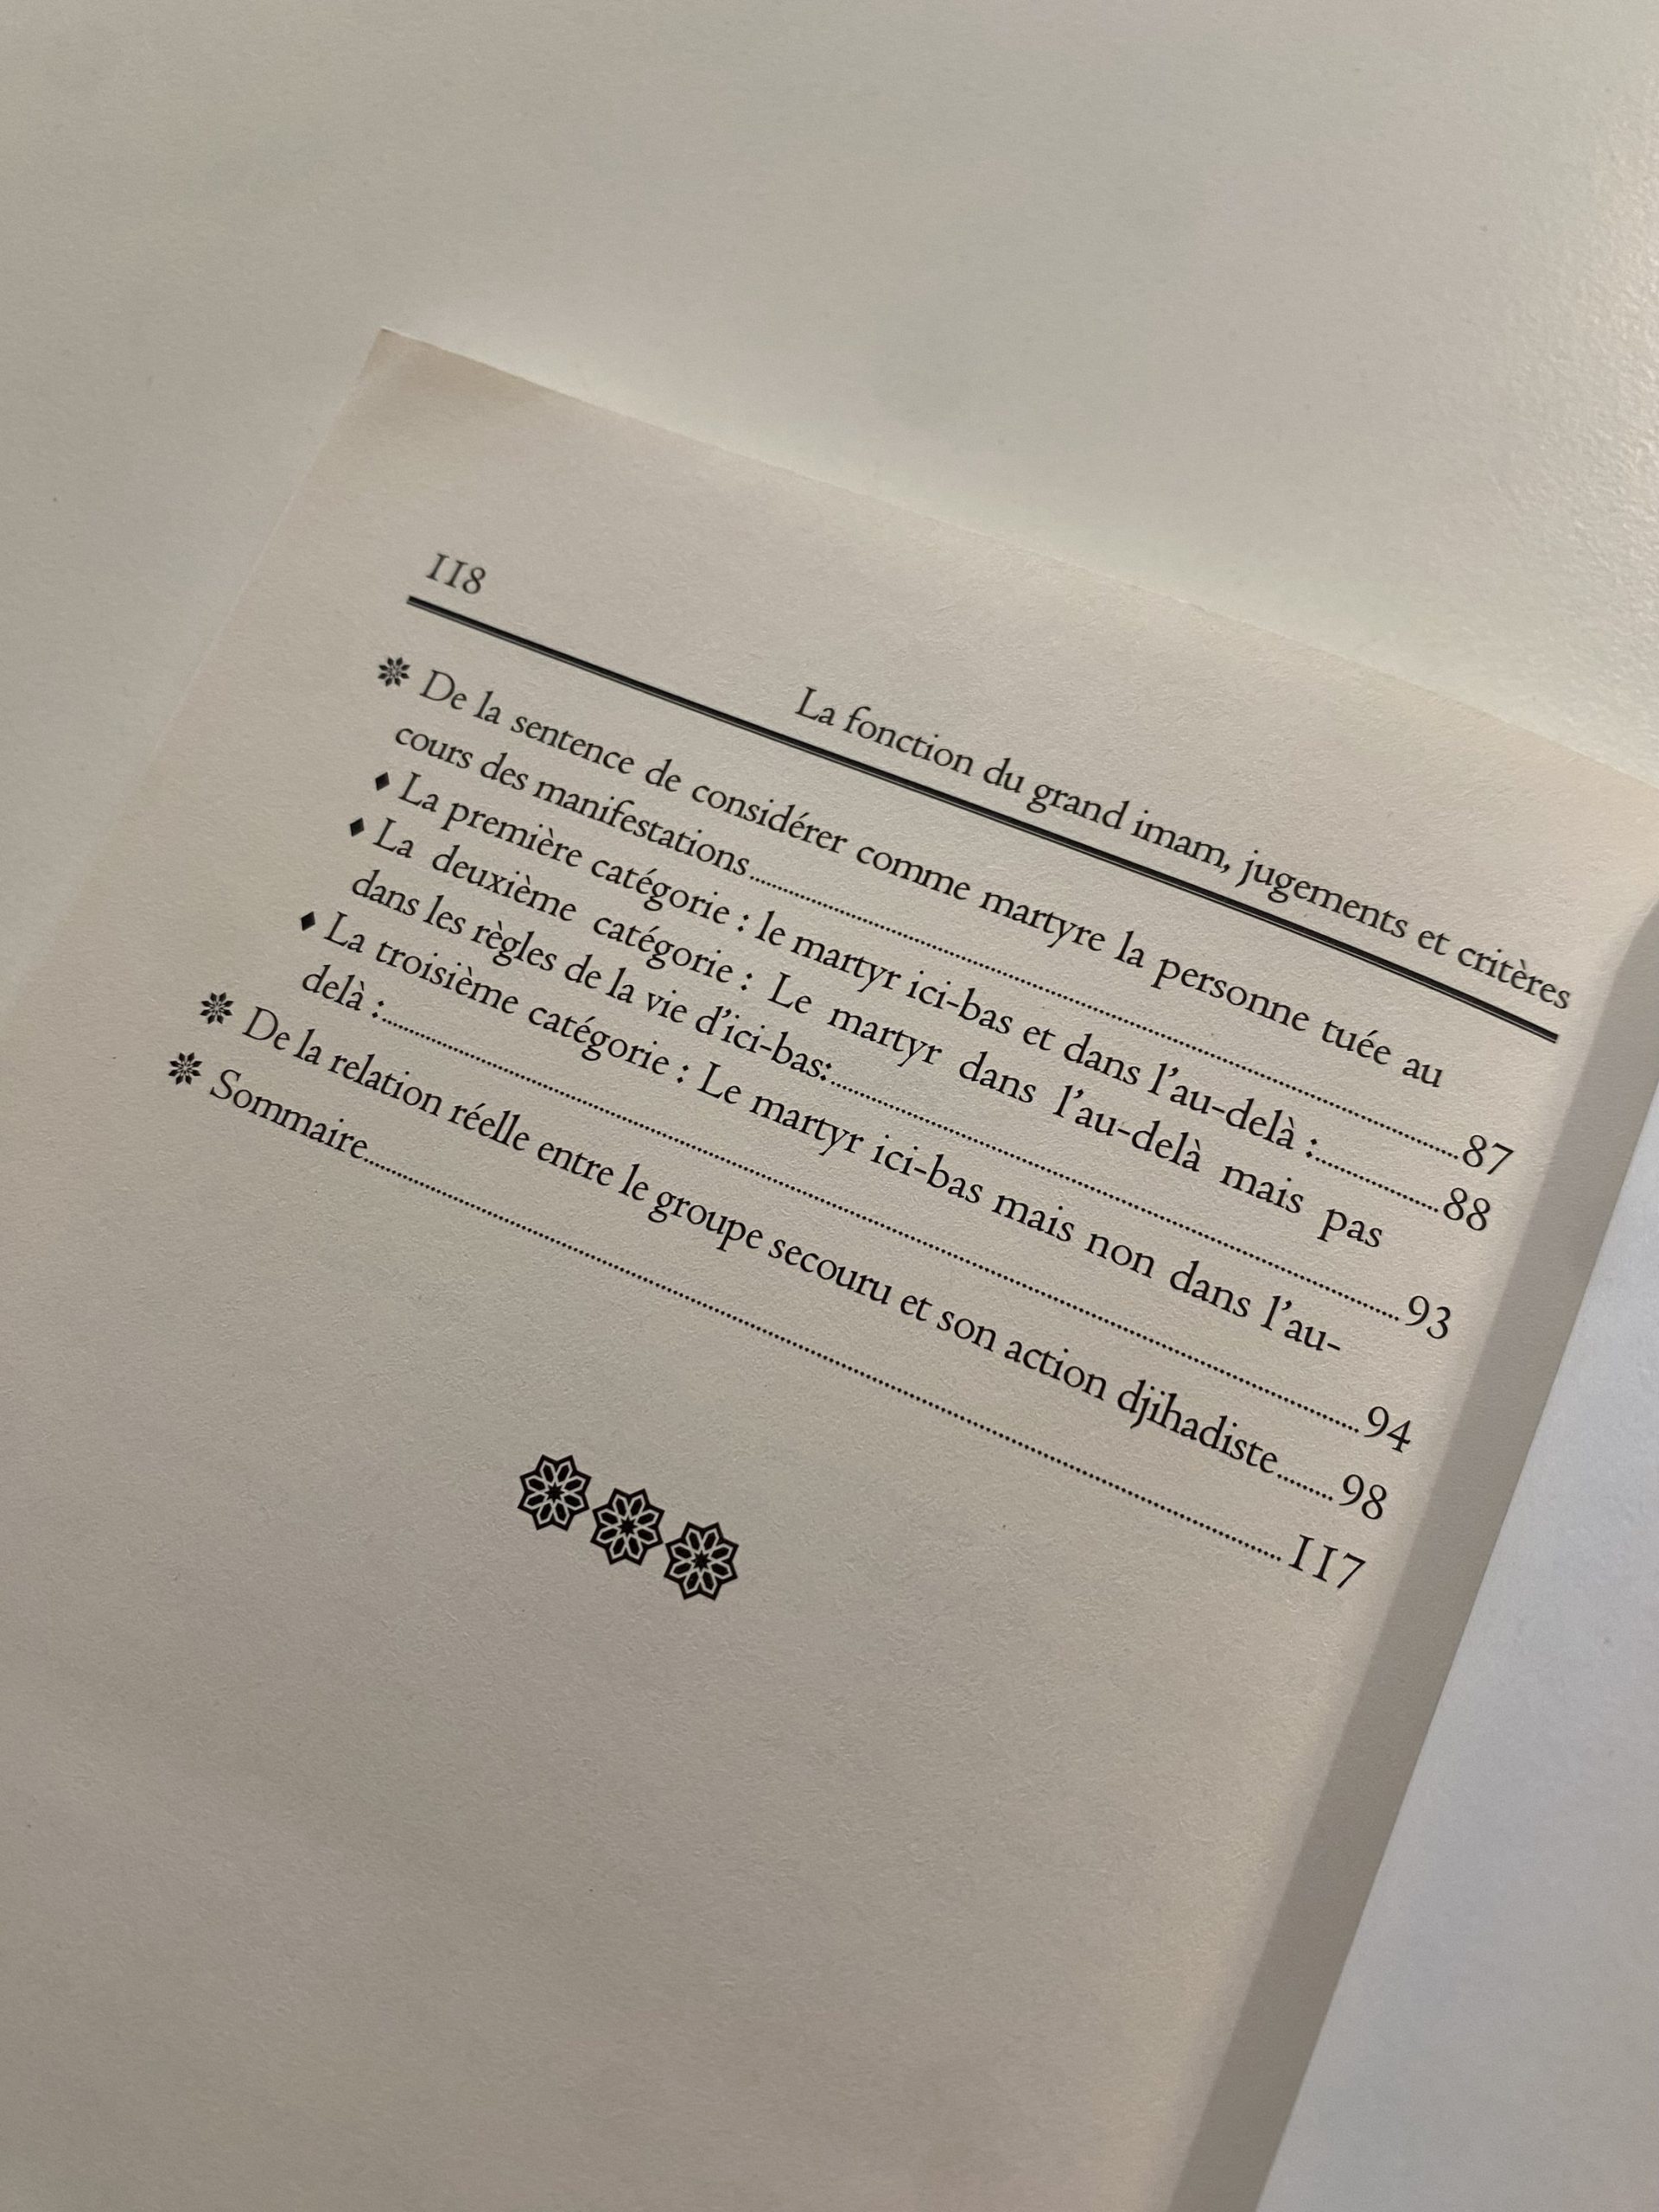 118
La fonction du grand imam, jugements et critères
De la sentence de considérer comme martyre la personne tuée au
cours des manifestations....................87
La première catégorie : le martyr ici-bas et dans l'au-delà :..........88
La deuxième catégorie : Le martyr dans l'au-delà mais pas
dans les règles de la vie d'ici-bas:....................93
La troisième catégorie : Le martyr ici-bas mais non dans l'au-
delà :....................94
De la relation réelle entre le groupe secouru et son action djihadiste.......98
Sommaire....................117